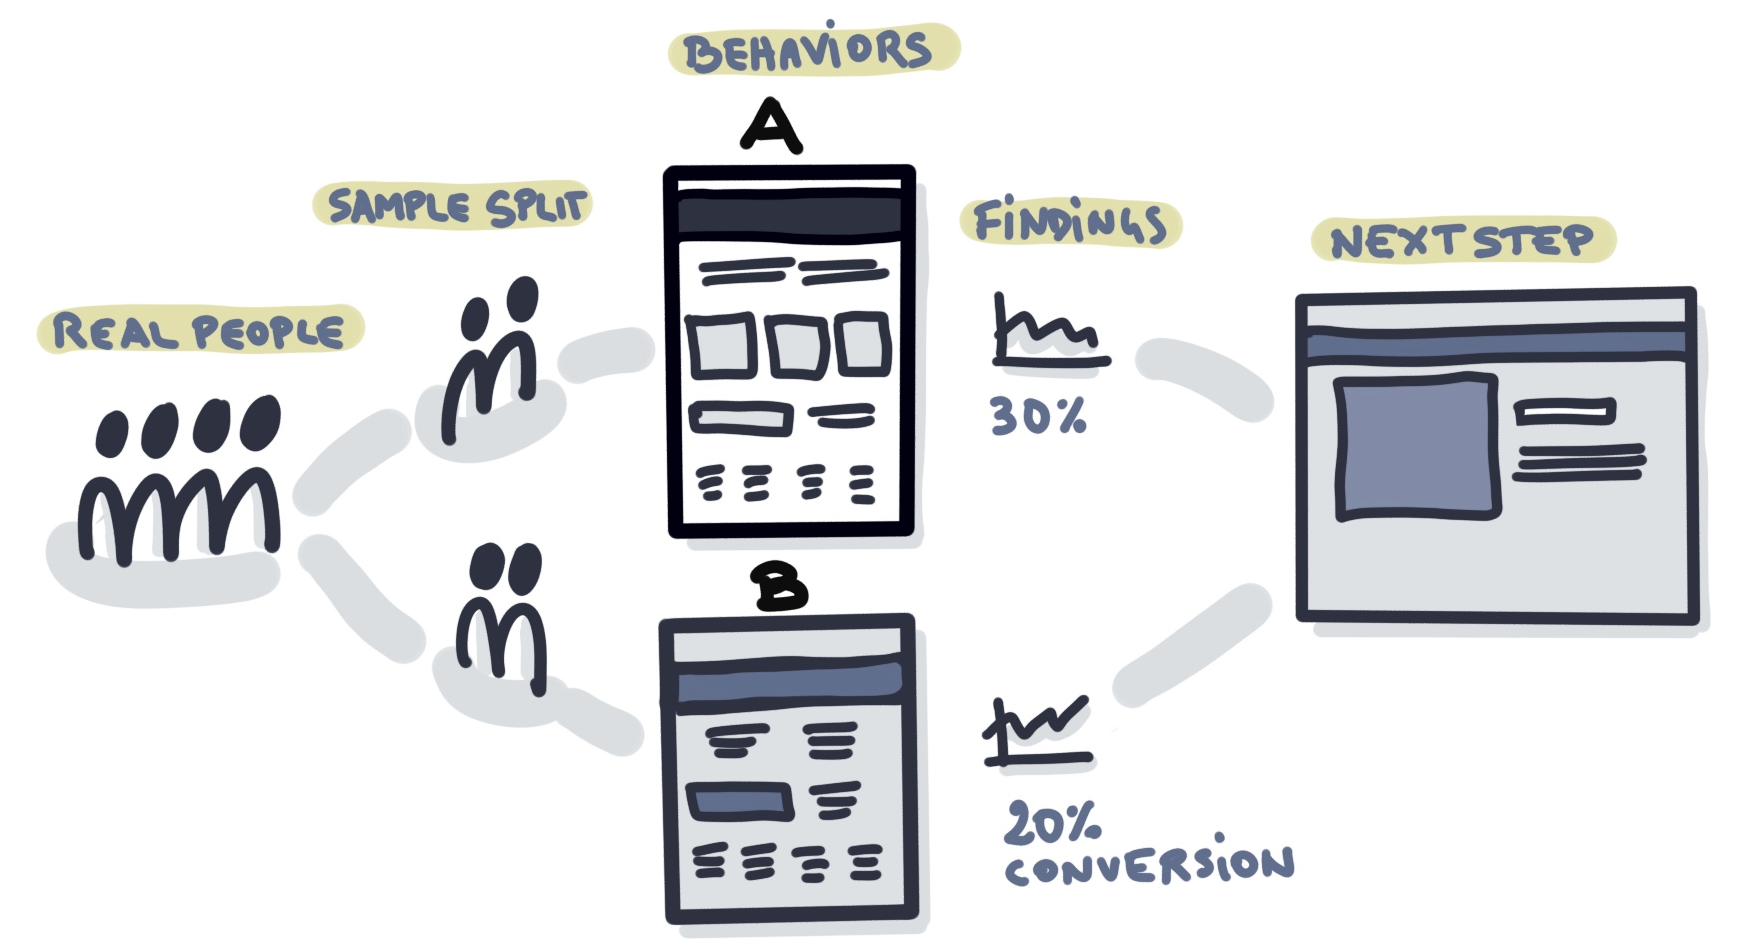 BEHAVIORS
A
SAMPLE SPLIT
FINDINGS
NEXT STEP
REAL PEOPLE
30%
B
20%
CONVERSION